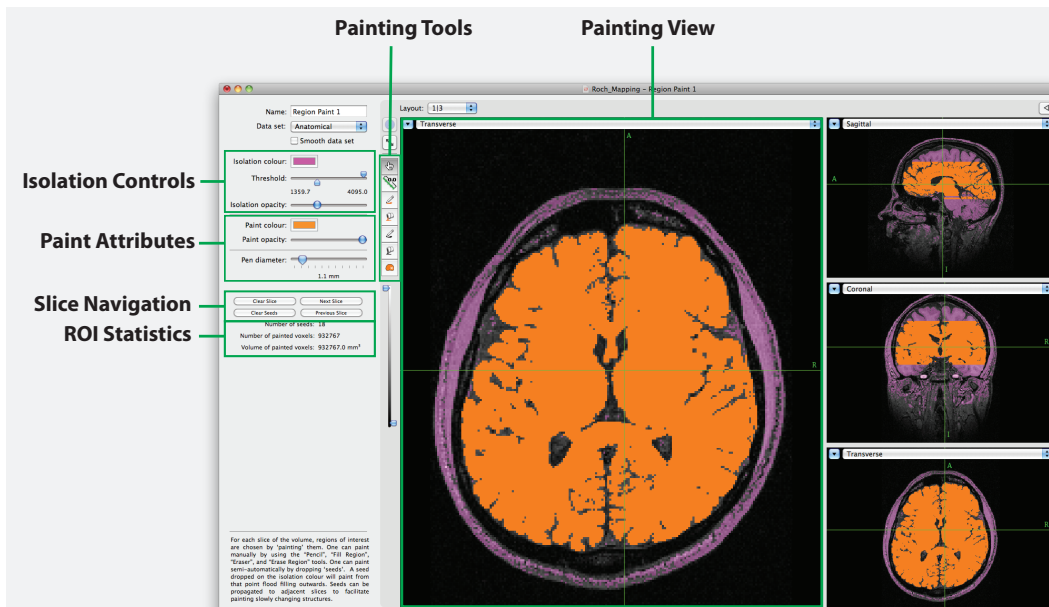 Painting Tools
Painting View
Isolation Controls
Paint Attributes
Slice Navigation
ROI Statistics
Roch_Mapping - Region Paint 1
Name: Region Paint 1
Data set: Anatomical
Smooth data set
Layout: 1|3
Isolation colour:
Threshold:
1359.7 4095.0
Isolation opacity:
Paint colour:
Paint opacity:
Pen diameter:
1.1 mm
Clear Slice Next Slice
Clear Seeds Previous Slice
Number of seeds: 18
Number of painted voxels: 932767
Volume of painted voxels: 932767.0 mm³
For each slice of the volume, regions of interest
are chosen by 'painting' them. One can paint
manually by using the "Pencil", "Fill Region",
"Eraser", and "Erase Region" tools. One can paint
semi-automatically by dropping 'seeds'. A seed
dropped on the isolation colour will paint from
that point flood filling outwards. Seeds can be
propagated to adjacent slices to facilitate
painting slowly changing structures.
Transverse
A
R
Sagittal
A
I
Coronal
R
I
Transverse
A
R